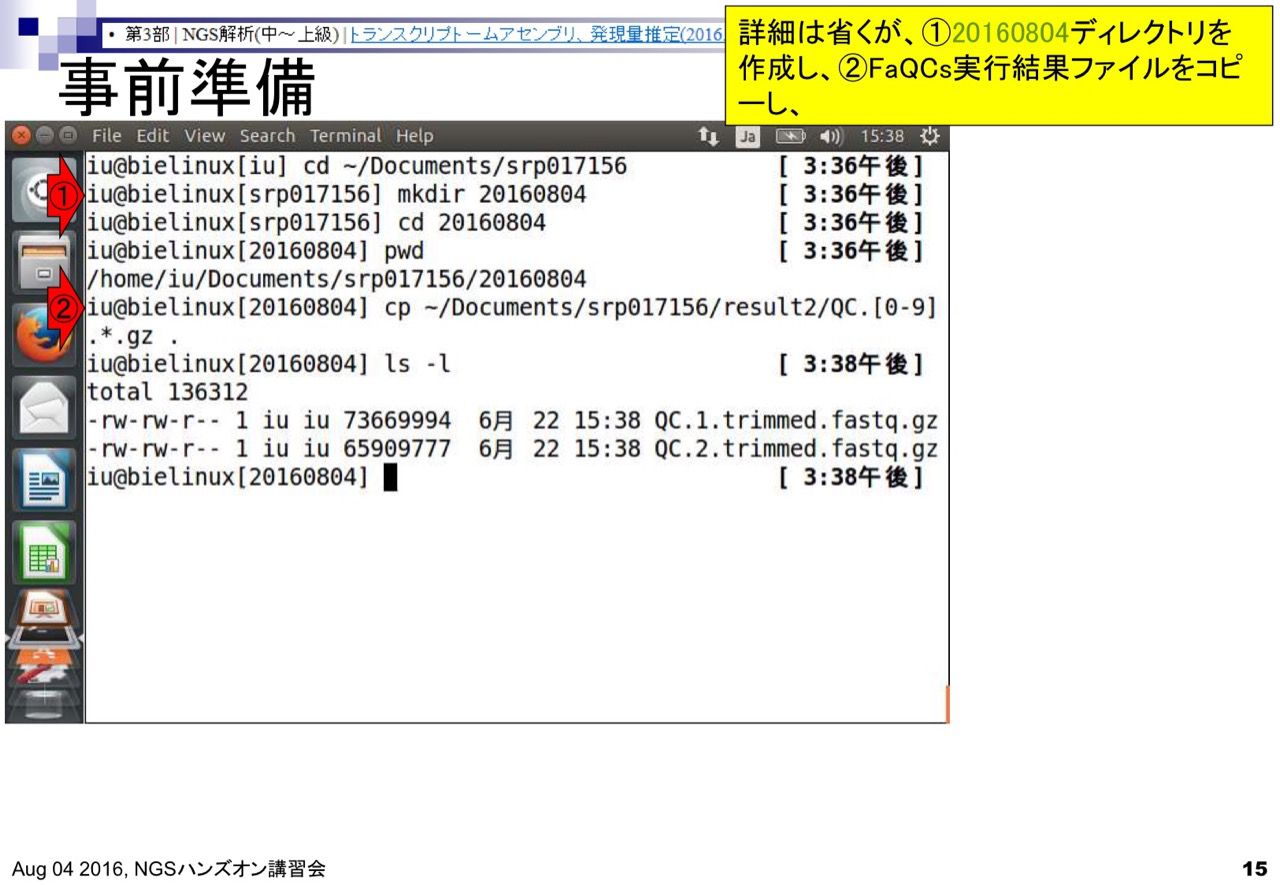 • 第3部 | NGS解析(中～上級) | トランスクリプトームアセンブリ、発現量推定(2016.
詳細は省くが、①20160804ディレクトリを
作成し、②FaQCs実行結果ファイルをコピ
ーし、
事前準備
File Edit View Search Terminal Help Ja 15:38
iu@bielinux[iu] cd ~/Documents/srp017156 [ 3:36午後]
① iu@bielinux[srp017156] mkdir 20160804 [ 3:36午後]
iu@bielinux[srp017156] cd 20160804 [ 3:36午後]
iu@bielinux[20160804] pwd [ 3:36午後]
/home/iu/Documents/srp017156/20160804
② iu@bielinux[20160804] cp ~/Documents/srp017156/result2/QC.[0-9]
.*.gz .
iu@bielinux[20160804] ls -l [ 3:38午後]
total 136312
-rw-rw-r-- 1 iu iu 73669994 6月 22 15:38 QC.1.trimmed.fastq.gz
-rw-rw-r-- 1 iu iu 65909777 6月 22 15:38 QC.2.trimmed.fastq.gz
iu@bielinux[20160804] [ 3:38午後]
Aug 04 2016, NGSハンズオン講習会
15